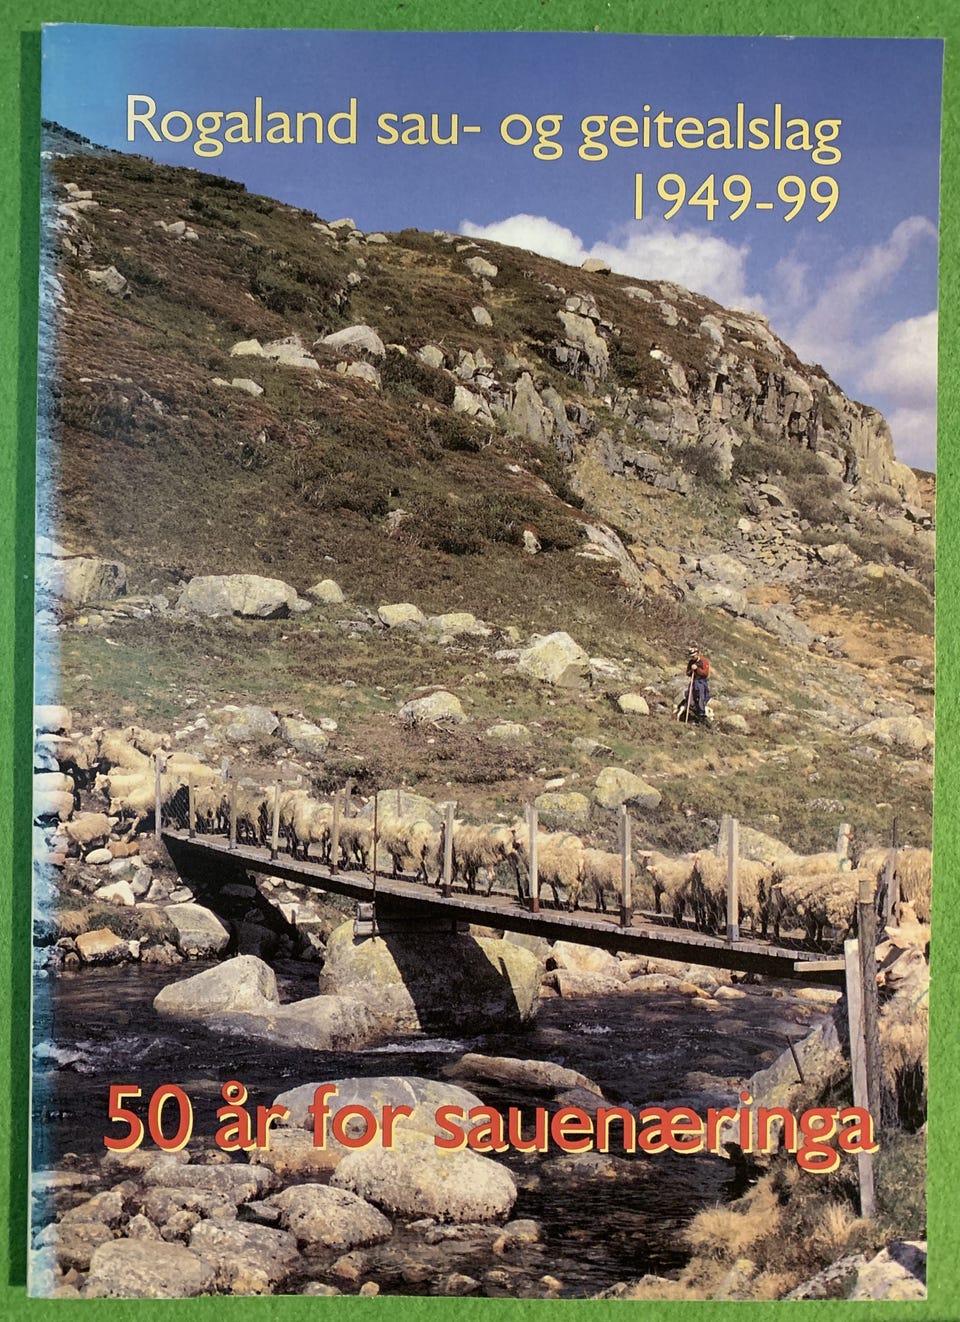 Rogaland sau- og geitealslag
1949-99
50 år for sauenæringa